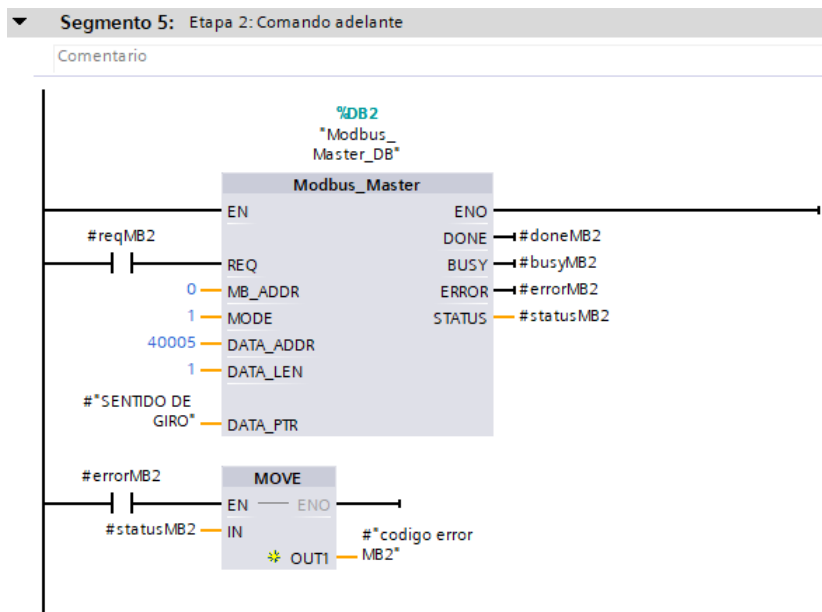 Segmento 5: Etapa 2: Comando adelante
Comentario
%DB2
"Modbus_
Master_DB"
Modbus_Master
EN ENO
#reqMB2 DONE #doneMB2
REQ BUSY #busyMB2
0 MB_ADDR ERROR #errorMB2
1 MODE STATUS #statusMB2
40005 DATA_ADDR
1 DATA_LEN
#"SENTIDO DE
GIRO" DATA_PTR
#errorMB2 MOVE
EN ENO
#statusMB2 IN #"codigo error
OUT1 MB2"